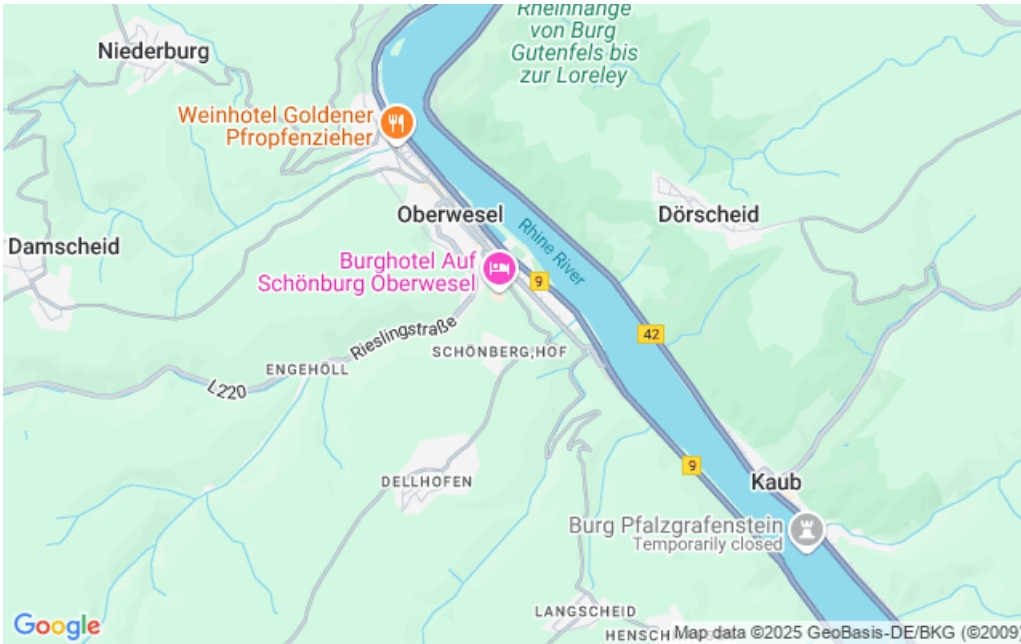 Rheinhänge
von Burg
Gutenfels bis
zur Loreley
Niederburg
Weinhotel Goldener
Pfropfenzieher
Oberwesel
Dörscheid
Rhine River
Damscheid
Burghotel Auf
Schönburg Oberwesel
9
42
Rieslingstraße
SCHÖNBERG,HOF
ENGEHÖLL
L220
9
DELLHOFEN
Kaub
Burg Pfalzgrafenstein
Temporarily closed
LANGSCHEID
HENSCH
Google
Map data ©2025 GeoBasis-DE/BKG (©2009)